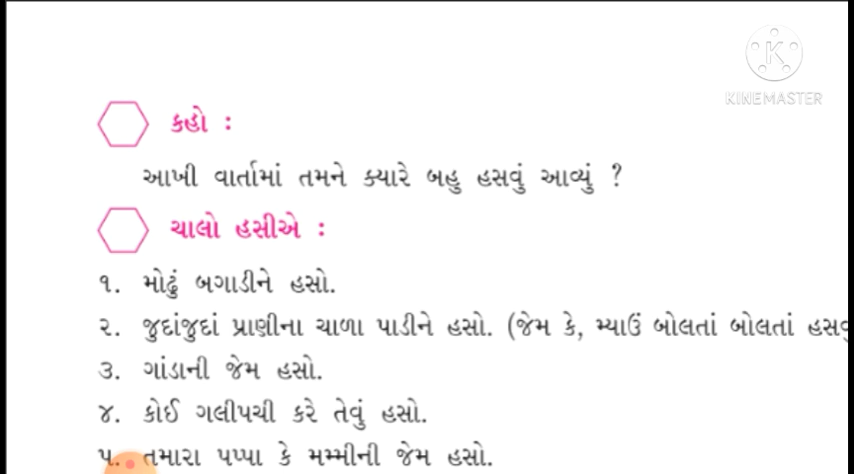 KINEMASTER
કહો :
આખી વાર્તામાં તમને ક્યારે બહુ હસવું આવ્યું ?
ચાલો હસીએ :
૧. મોઢું બગાડીને હસો.
૨. જુદાંજુદાં પ્રાણીના ચાળા પાડીને હસો. (જેમ કે, મ્યાઉં બોલતાં બોલતાં
૩. ગાંડાની જેમ હસો.
૪. કોઈ ગલીપચી કરે તેવું હસો.
૫. તમારા પપ્પા કે મમ્મીની જેમ હસો.